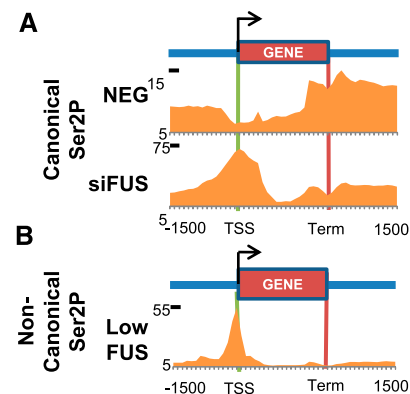 A
GENE
Canonical
Ser2P
NEG
15
5
75
siFUS
5
-1500
TSS
Term
1500
B
GENE
Non-
Canonical
Ser2P
55
Low
FUS
5
-1500
TSS
Term
1500